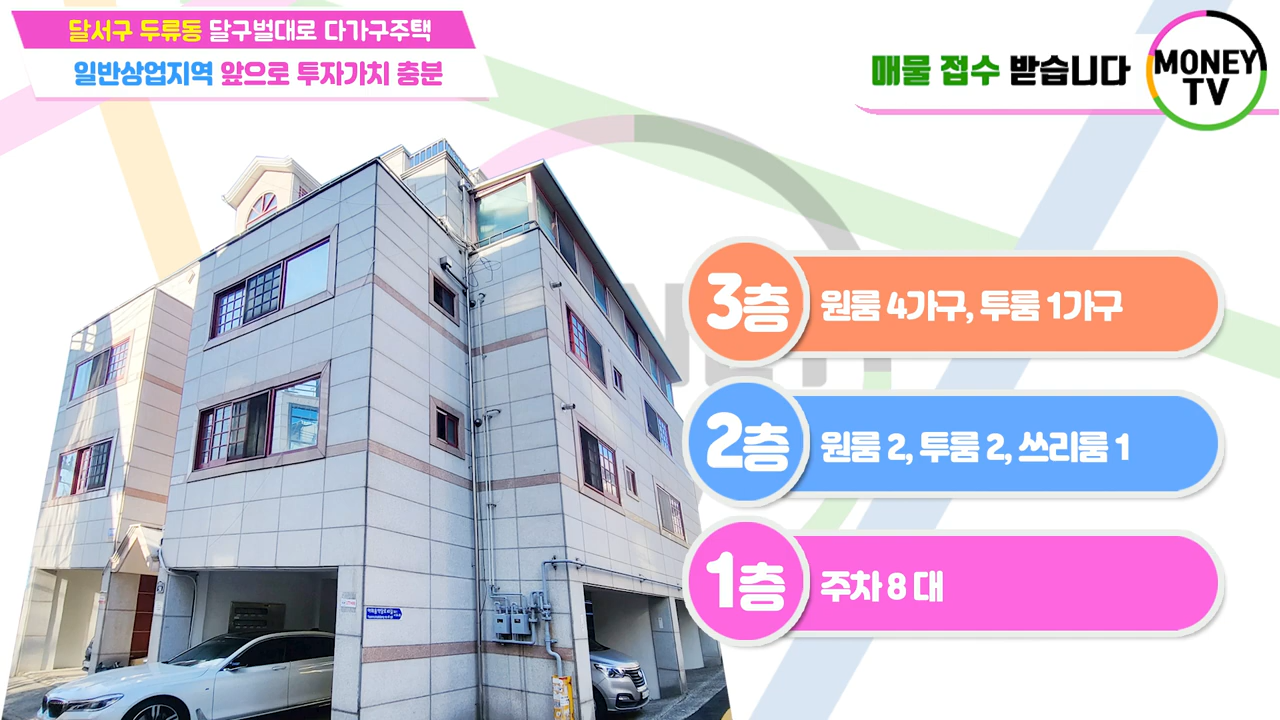 달서구 두류동 달구벌대로 다가구주택
일반상업지역 앞으로 투자가치 충분
매물 접수 받습니다
MONEY
TV
3층 원룸 4가구, 투룸 1가구
2층 원룸 2, 투룸 2, 쓰리룸 1
1층 주차 8 대